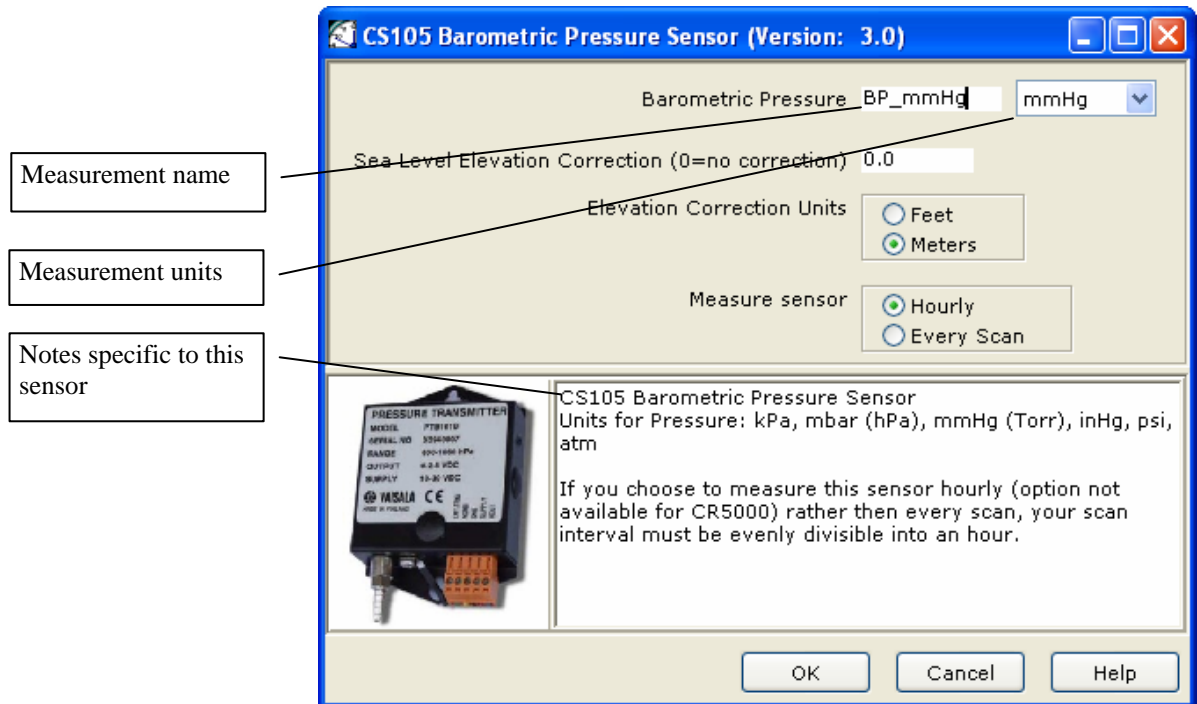 CS105 Barometric Pressure Sensor (Version: 3.0)
Barometric Pressure BP_mmHg mmHg
Measurement name
Sea Level Elevation Correction (0=no correction) 0.0
Elevation Correction Units
Feet
Meters
Measurement units
Measure sensor
Hourly
Every Scan
Notes specific to this
sensor
PRESSURE TRANSMITTER
MODEL
SERIAL NO
RANGE
OUTPUT
SUPPLY
VAISALA CE
CS105 Barometric Pressure Sensor
Units for Pressure: kPa, mbar (hPa), mmHg (Torr), inHg, psi,
atm
If you choose to measure this sensor hourly (option not
available for CR5000) rather then every scan, your scan
interval must be evenly divisible into an hour.
OK Cancel Help